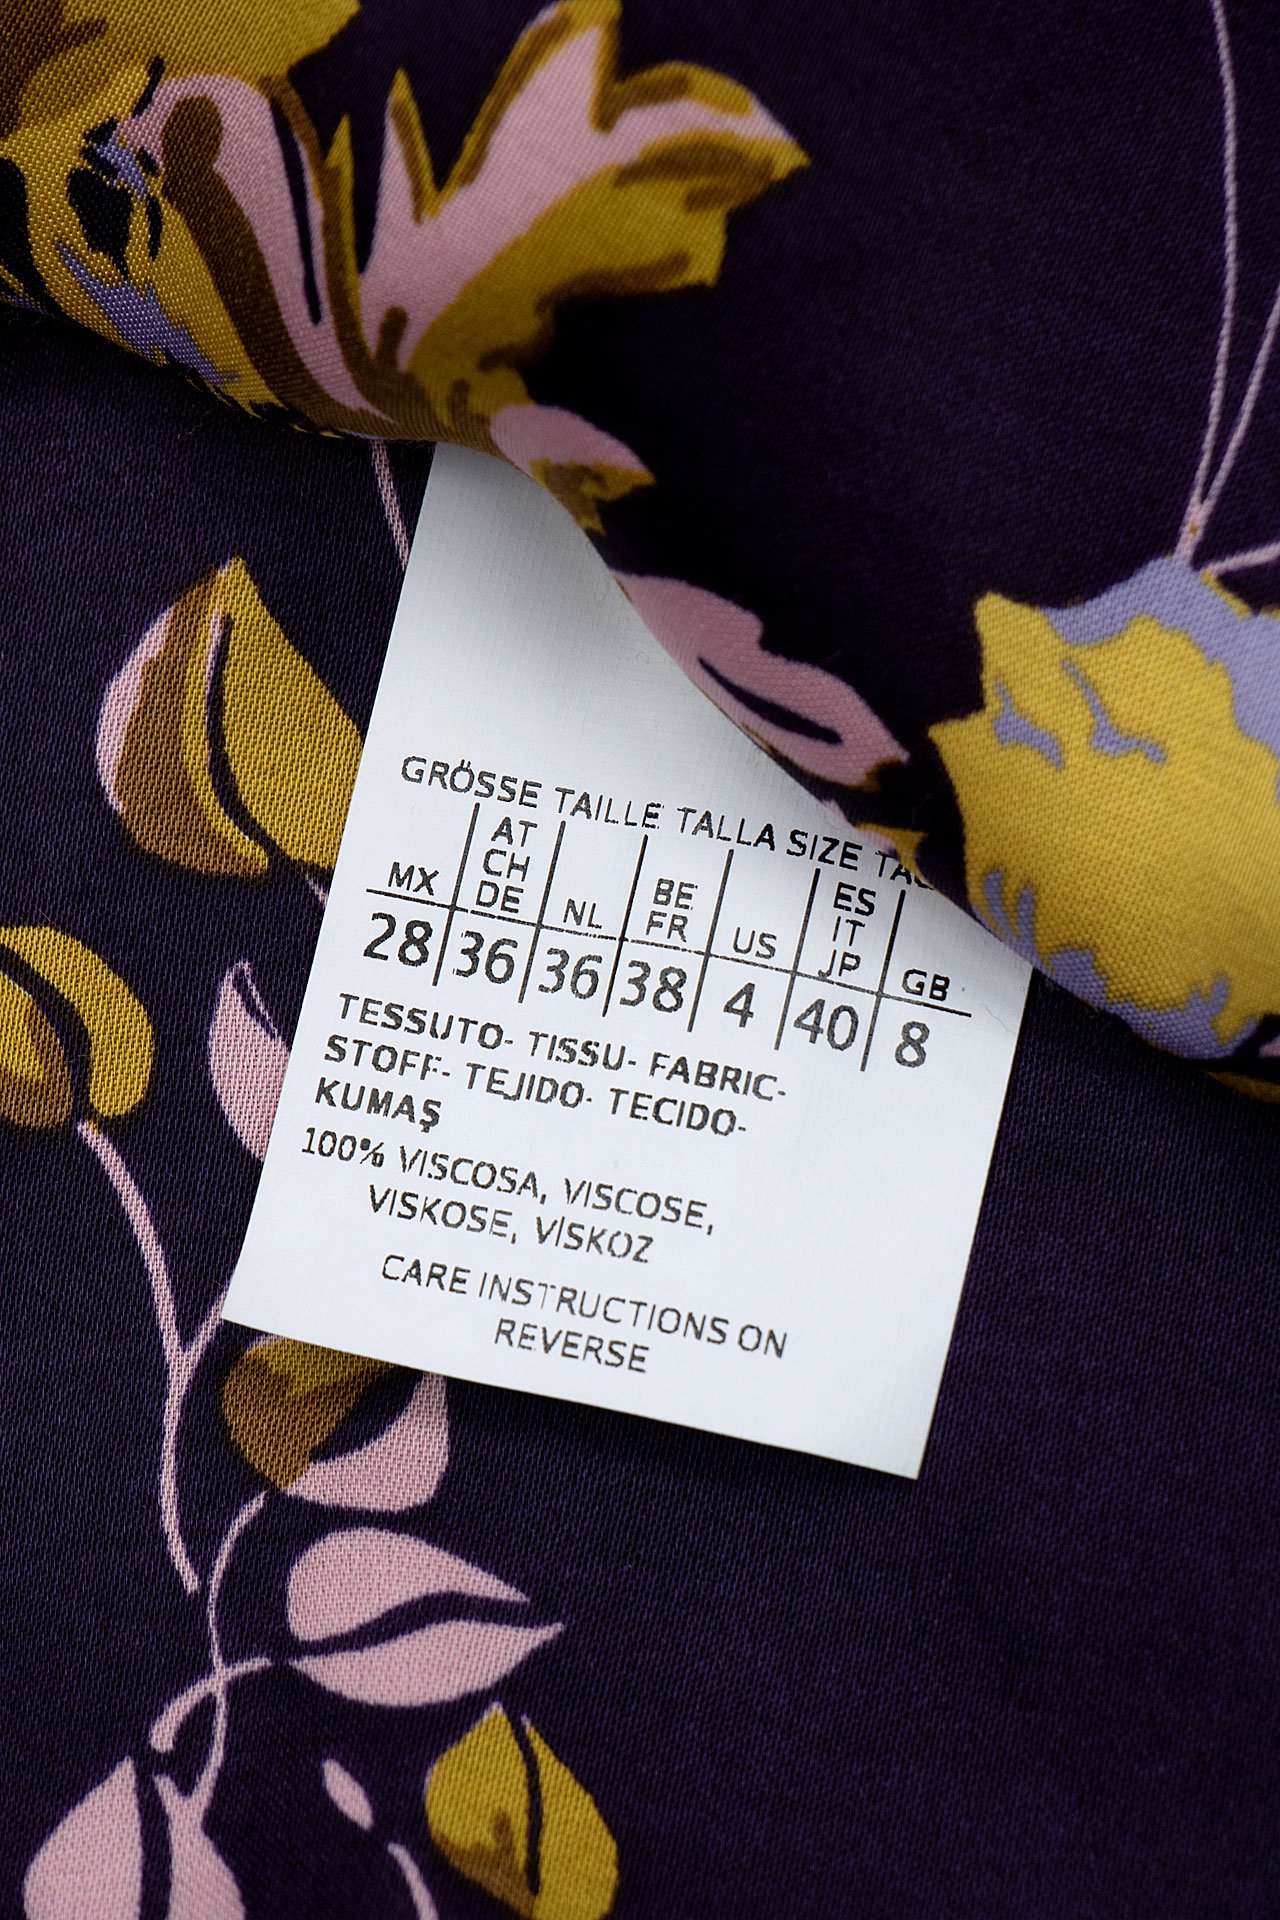 GRÖSSE TAILLE TALLA SIZE
MX AT CH DE NL BE FR US ES IT JP GB
28 36 36 38 4 40 8
TESSUTO- TISSU- FABRIC-
STOFF- TEJIDO- TECIDO-
KUMAŞ
100% VISCOSA, VISCOSE,
VISKOSE, VİSKOZ
CARE INSTRUCTIONS ON
REVERSE